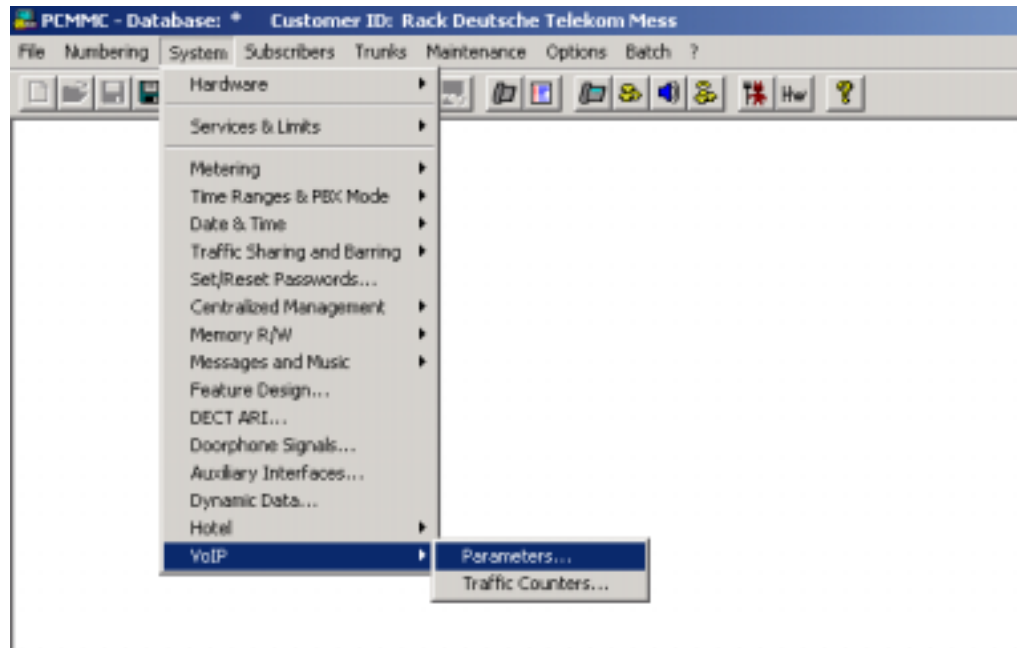 PCMMC - Database: * Customer ID: Rack Deutsche Telekom Mess
File Numbering System Subscribers Trunks Maintenance Options Batch ?
Hw
Hardware
Services & Limits
Metering
Time Ranges & PBX Mode
Date & Time
Traffic Sharing and Barring
Set/Reset Passwords...
Centralized Management
Memory R/W
Messages and Music
Feature Design...
DECT ARI...
Doorphone Signals...
Auxiliary Interfaces...
Dynamic Data...
Hotel
VoIP
Parameters...
Traffic Counters...